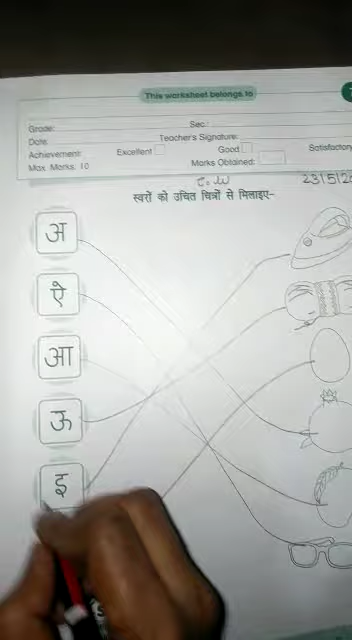 This worksheet belongs to
Grade: Sec.:
Date: Teacher's Signature:
Achievement: Excellent Good Satisfactory
Max. Marks: 10 Marks Obtained:
C.W
स्वरों को उचित चित्रों से मिलाइए-
अ
ऐ
आ
ऊ
इ